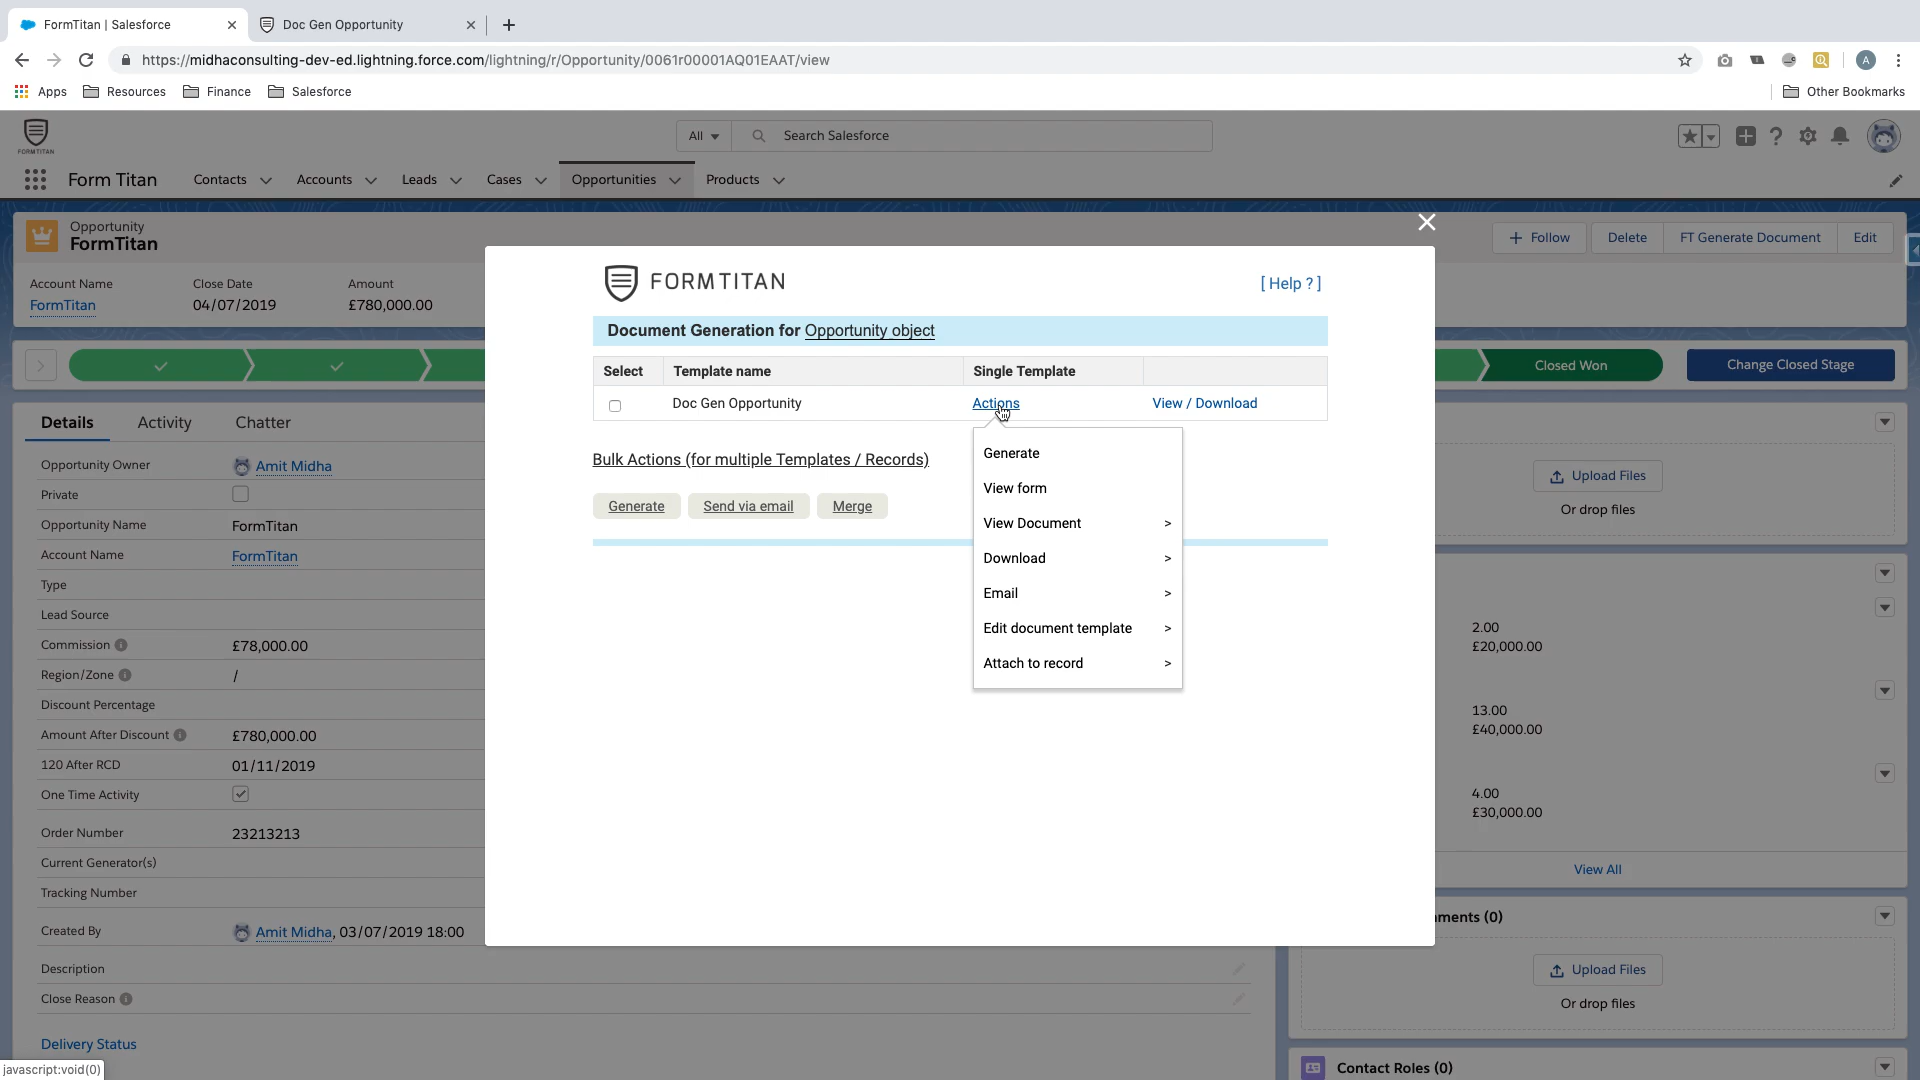 FormTitan | Salesforce
Doc Gen Opportunity
https://midhaconsulting-dev-ed.lightning.force.com/lightning/r/Opportunity/0061r00001AQ01EAAT/view
A
Apps
Resources
Finance
Salesforce
Other Bookmarks
FORMTITAN
All
Search Salesforce
Form Titan
Contacts
Accounts
Leads
Cases
Opportunities
Products
Opportunity
FormTitan
+ Follow
Delete
FT Generate Document
Edit
Account Name
Close Date
Amount
FormTitan
04/07/2019
£780,000.00
FORMTITAN
[ Help ? ]
Document Generation for Opportunity object
Select
Template name
Single Template
Doc Gen Opportunity
Actions
View / Download
Generate
View form
View Document >
Download >
Email >
Edit document template >
Attach to record >
Bulk Actions (for multiple Templates / Records)
Generate
Send via email
Merge
Closed Won
Change Closed Stage
Details
Activity
Chatter
Opportunity Owner
Amit Midha
Private
Opportunity Name
FormTitan
Account Name
FormTitan
Type
Lead Source
Commission
£78,000.00
Region/Zone
/
Discount Percentage
Amount After Discount
£780,000.00
120 After RCD
01/11/2019
One Time Activity
Order Number
23213213
Current Generator(s)
Tracking Number
Created By
Amit Midha, 03/07/2019 18:00
Description
Close Reason
Delivery Status
javascript:void(0)
Upload Files
Or drop files
2.00
£20,000.00
13.00
£40,000.00
4.00
£30,000.00
View All
ments (0)
Upload Files
Or drop files
Contact Roles (0)